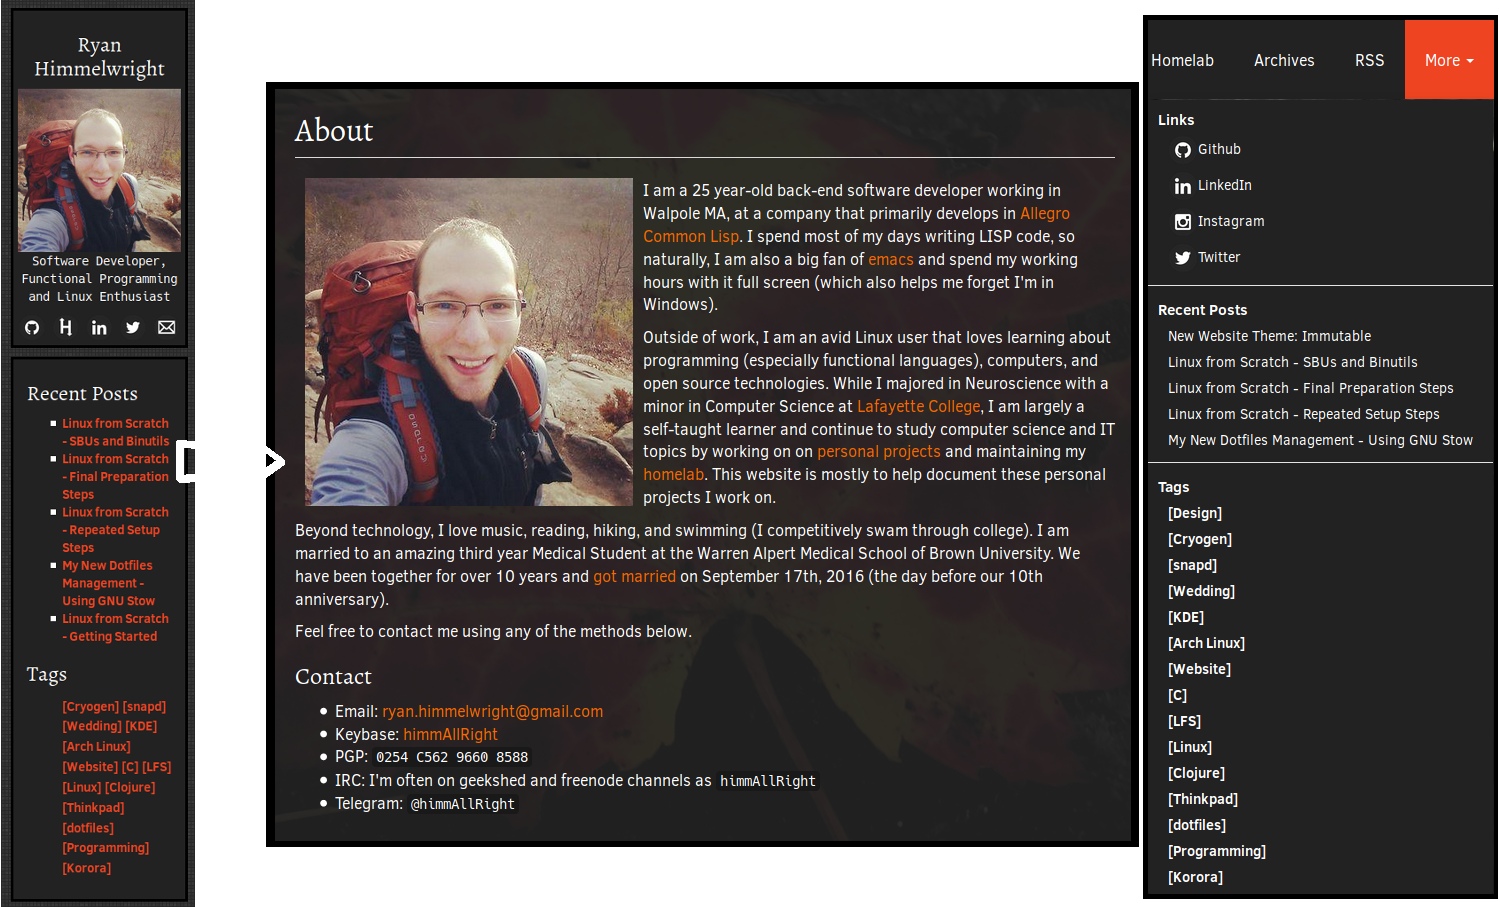 Ryan
Himmelwright
Software Developer,
Functional Programming
and Linux Enthusiast
Recent Posts
Linux from Scratch
- SBUs and Binutils
Linux from Scratch
- Final Preparation
Steps
Linux from Scratch
- Repeated Setup
Steps
My New Dotfiles
Management -
Using GNU Stow
Linux from Scratch
- Getting Started
Tags
[Cryogen] [snapd]
[Wedding] [KDE]
[Arch Linux]
[Website] [C] [LFS]
[Linux] [Clojure]
[Thinkpad]
[dotfiles]
[Programming]
[Korora]
About
I am a 25 year-old back-end software developer working in
Walpole MA, at a company that primarily develops in Allegro
Common Lisp. I spend most of my days writing LISP code, so
naturally, I am also a big fan of emacs and spend my working
hours with it full screen (which also helps me forget I'm in
Windows).
Outside of work, I am an avid Linux user that loves learning about
programming (especially functional languages), computers, and
open source technologies. While I majored in Neuroscience with a
minor in Computer Science at Lafayette College, I am largely a
self-taught learner and continue to study computer science and IT
topics by working on on personal projects and maintaining my
homelab. This website is mostly to help document these personal
projects I work on.
osprey
Beyond technology, I love music, reading, hiking, and swimming (I competitively swam through college). I am
married to an amazing third year Medical Student at the Warren Alpert Medical School of Brown University. We
have been together for over 10 years and got married on September 17th, 2016 (the day before our 10th
anniversary).
Feel free to contact me using any of the methods below.
Contact
Email: ryan.himmelwright@gmail.com
Keybase: himmAllRight
PGP: 0254 C562 9660 8588
IRC: I'm often on geekshed and freenode channels as himmAllRight
Telegram: @himmAllRight
Homelab Archives RSS More
Links
Github
LinkedIn
Instagram
Twitter
Recent Posts
New Website Theme: Immutable
Linux from Scratch - SBUs and Binutils
Linux from Scratch - Final Preparation Steps
Linux from Scratch - Repeated Setup Steps
My New Dotfiles Management - Using GNU Stow
Tags
[Design]
[Cryogen]
[snapd]
[Wedding]
[KDE]
[Arch Linux]
[Website]
[C]
[LFS]
[Linux]
[Clojure]
[Thinkpad]
[dotfiles]
[Programming]
[Korora]